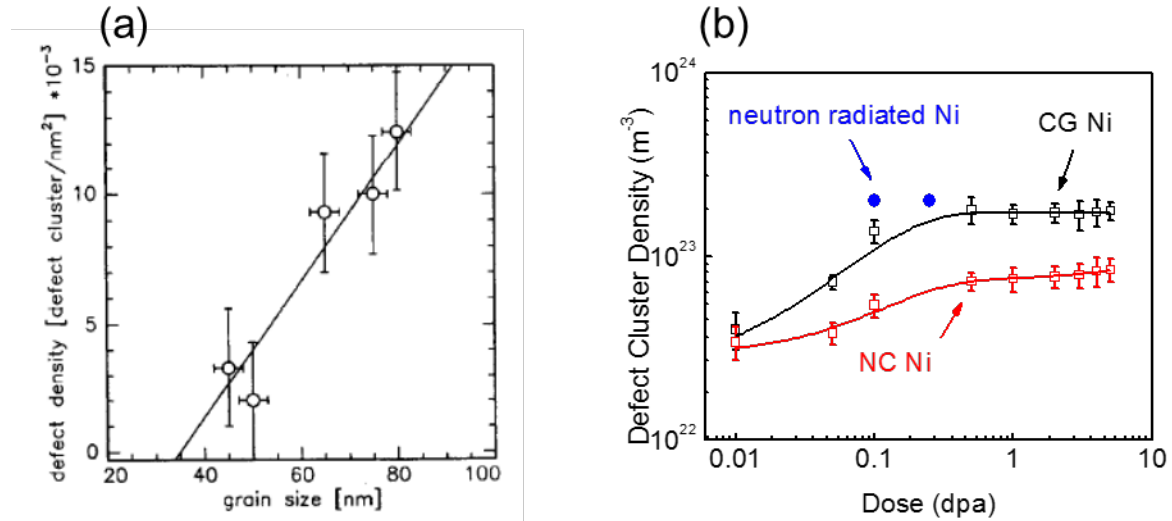 (a)
15
10
5
0
defect density [defect cluster/nm²] *10⁻³
20 40 60 80 100
grain size [nm]
(b)
10²⁴
10²³
10²²
Defect Cluster Density (m⁻³)
neutron radiated Ni
CG Ni
NC Ni
0.01 0.1 1 10
Dose (dpa)